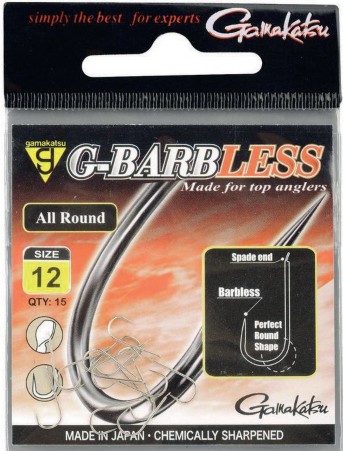 simply the best for experts
Gamakatsu
gamakatsu
G
G-BARBLESS
Made for top anglers
All Round
SIZE
12
QTY: 15
Spade end
Barbless
Perfect
Round
Shape
Gamakatsu
MADE IN JAPAN • CHEMICALLY SHARPENED